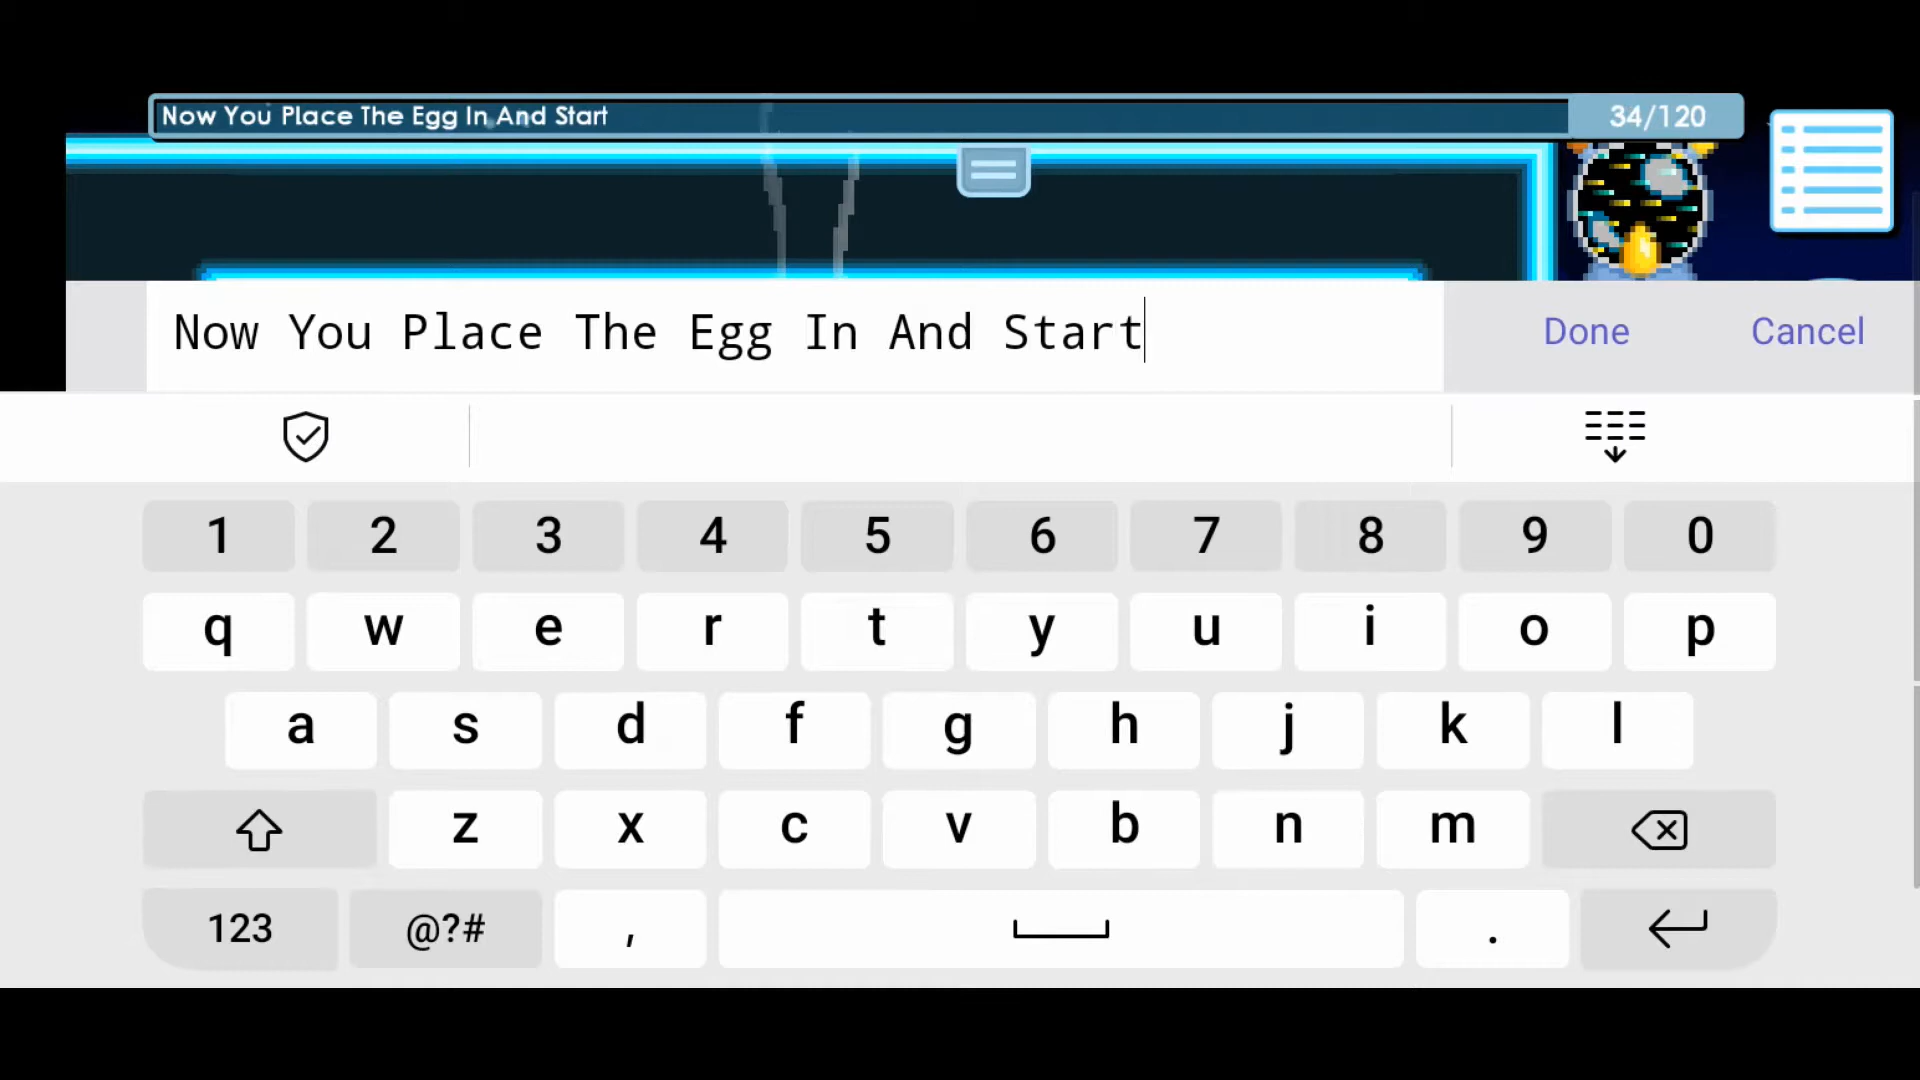 Now You Place The Egg In And Start
34/120
Now You Place The Egg In And Start
Done
Cancel
1 2 3 4 5 6 7 8 9 0
q w e r t y u i o p
a s d f g h j k l
z x c v b n m
123 @?# , .